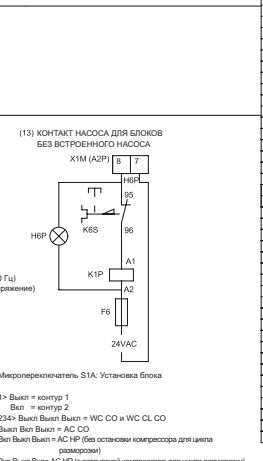 (13) КОНТАКТ НАСОСА ДЛЯ БЛОКОВ
БЕЗ ВСТРОЕННОГО НАСОСА
X1M (A2P) 8 7
H6P
95
K6S
96
H6P
A1
K1P
A2
F6
24VAC
Гц)
Микропереключатель S1A: Установка блока
1> Выкл = контур 1
Вкл = контур 2
234> Выкл Выкл Выкл = WC CO и WC CL CO
Выкл Вкл Выкл = AC CO
Вкл Выкл Выкл = AC HP (без остановки компрессора для цикла
разморозки)